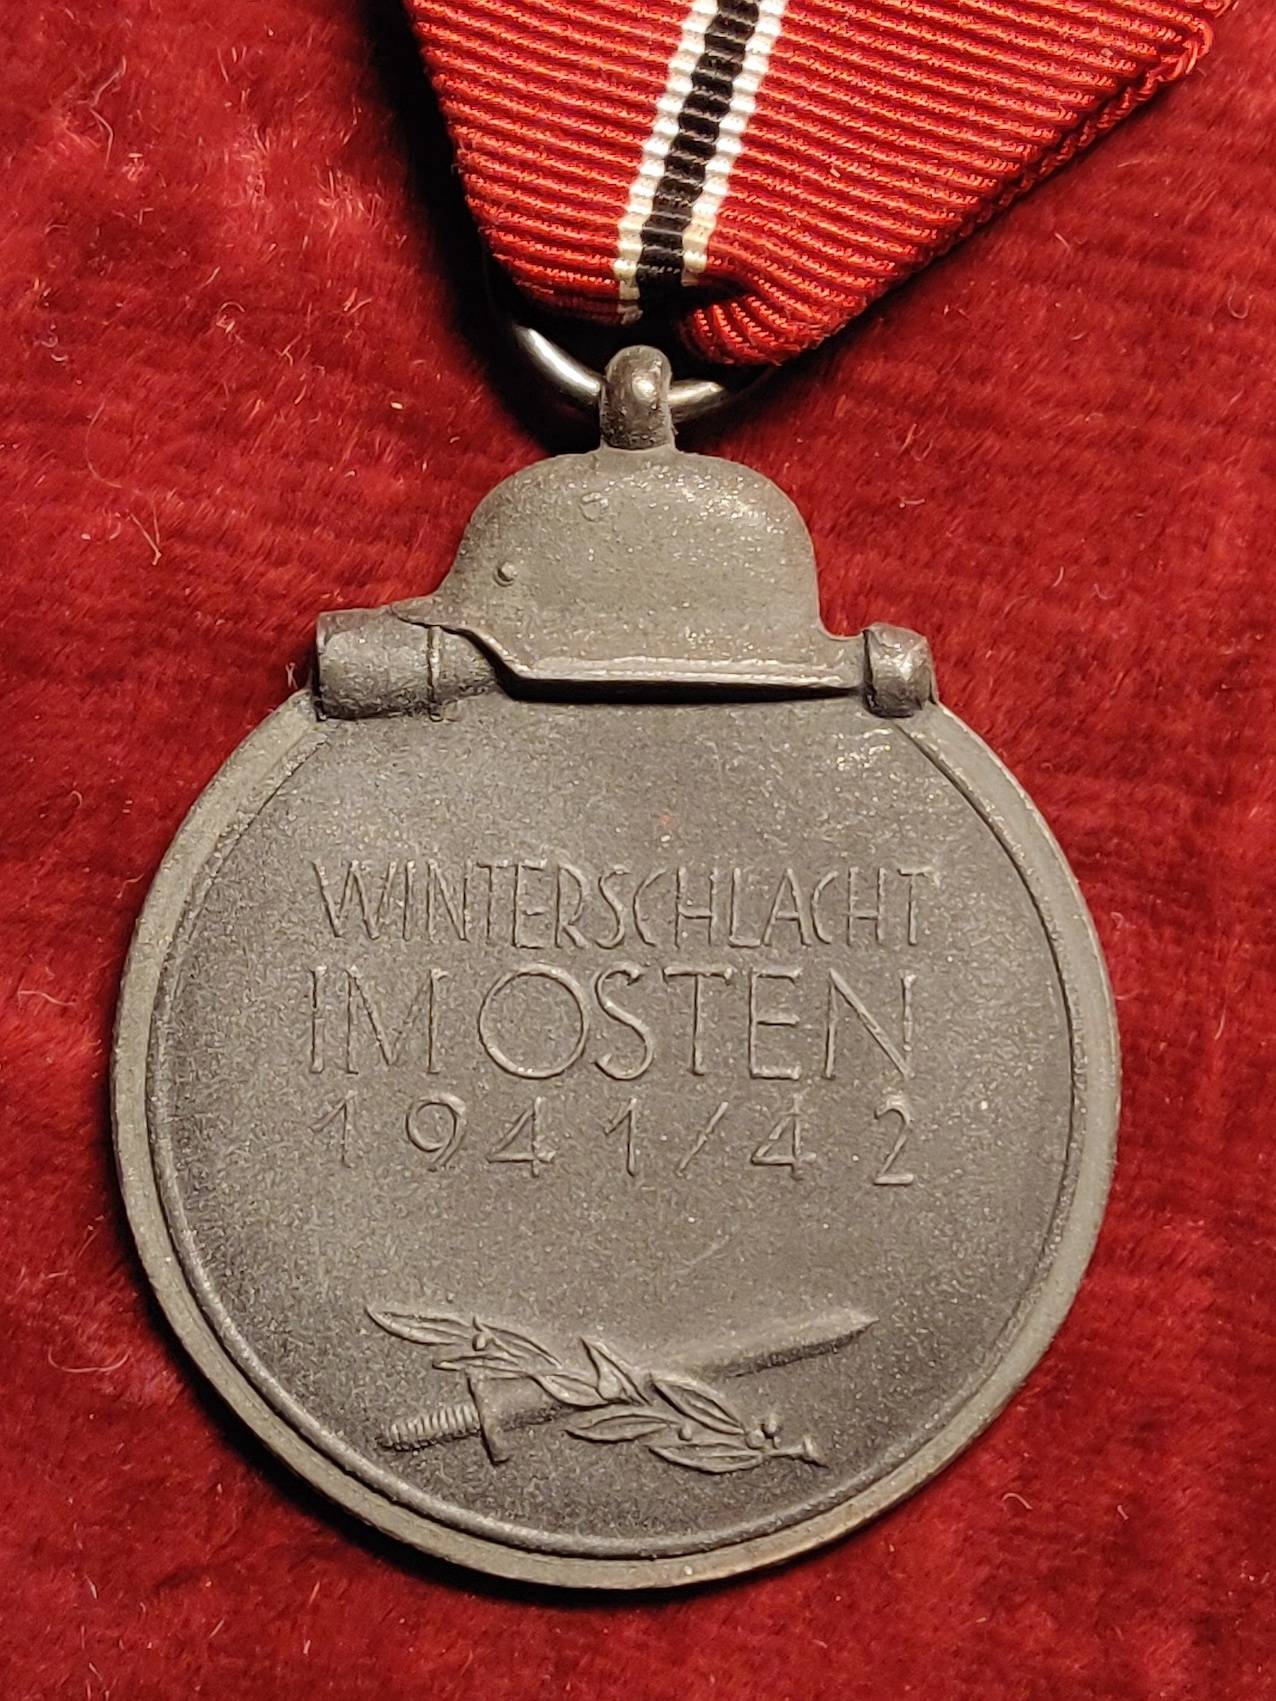 WINTERSCHLACHT
IM OSTEN
1941/42